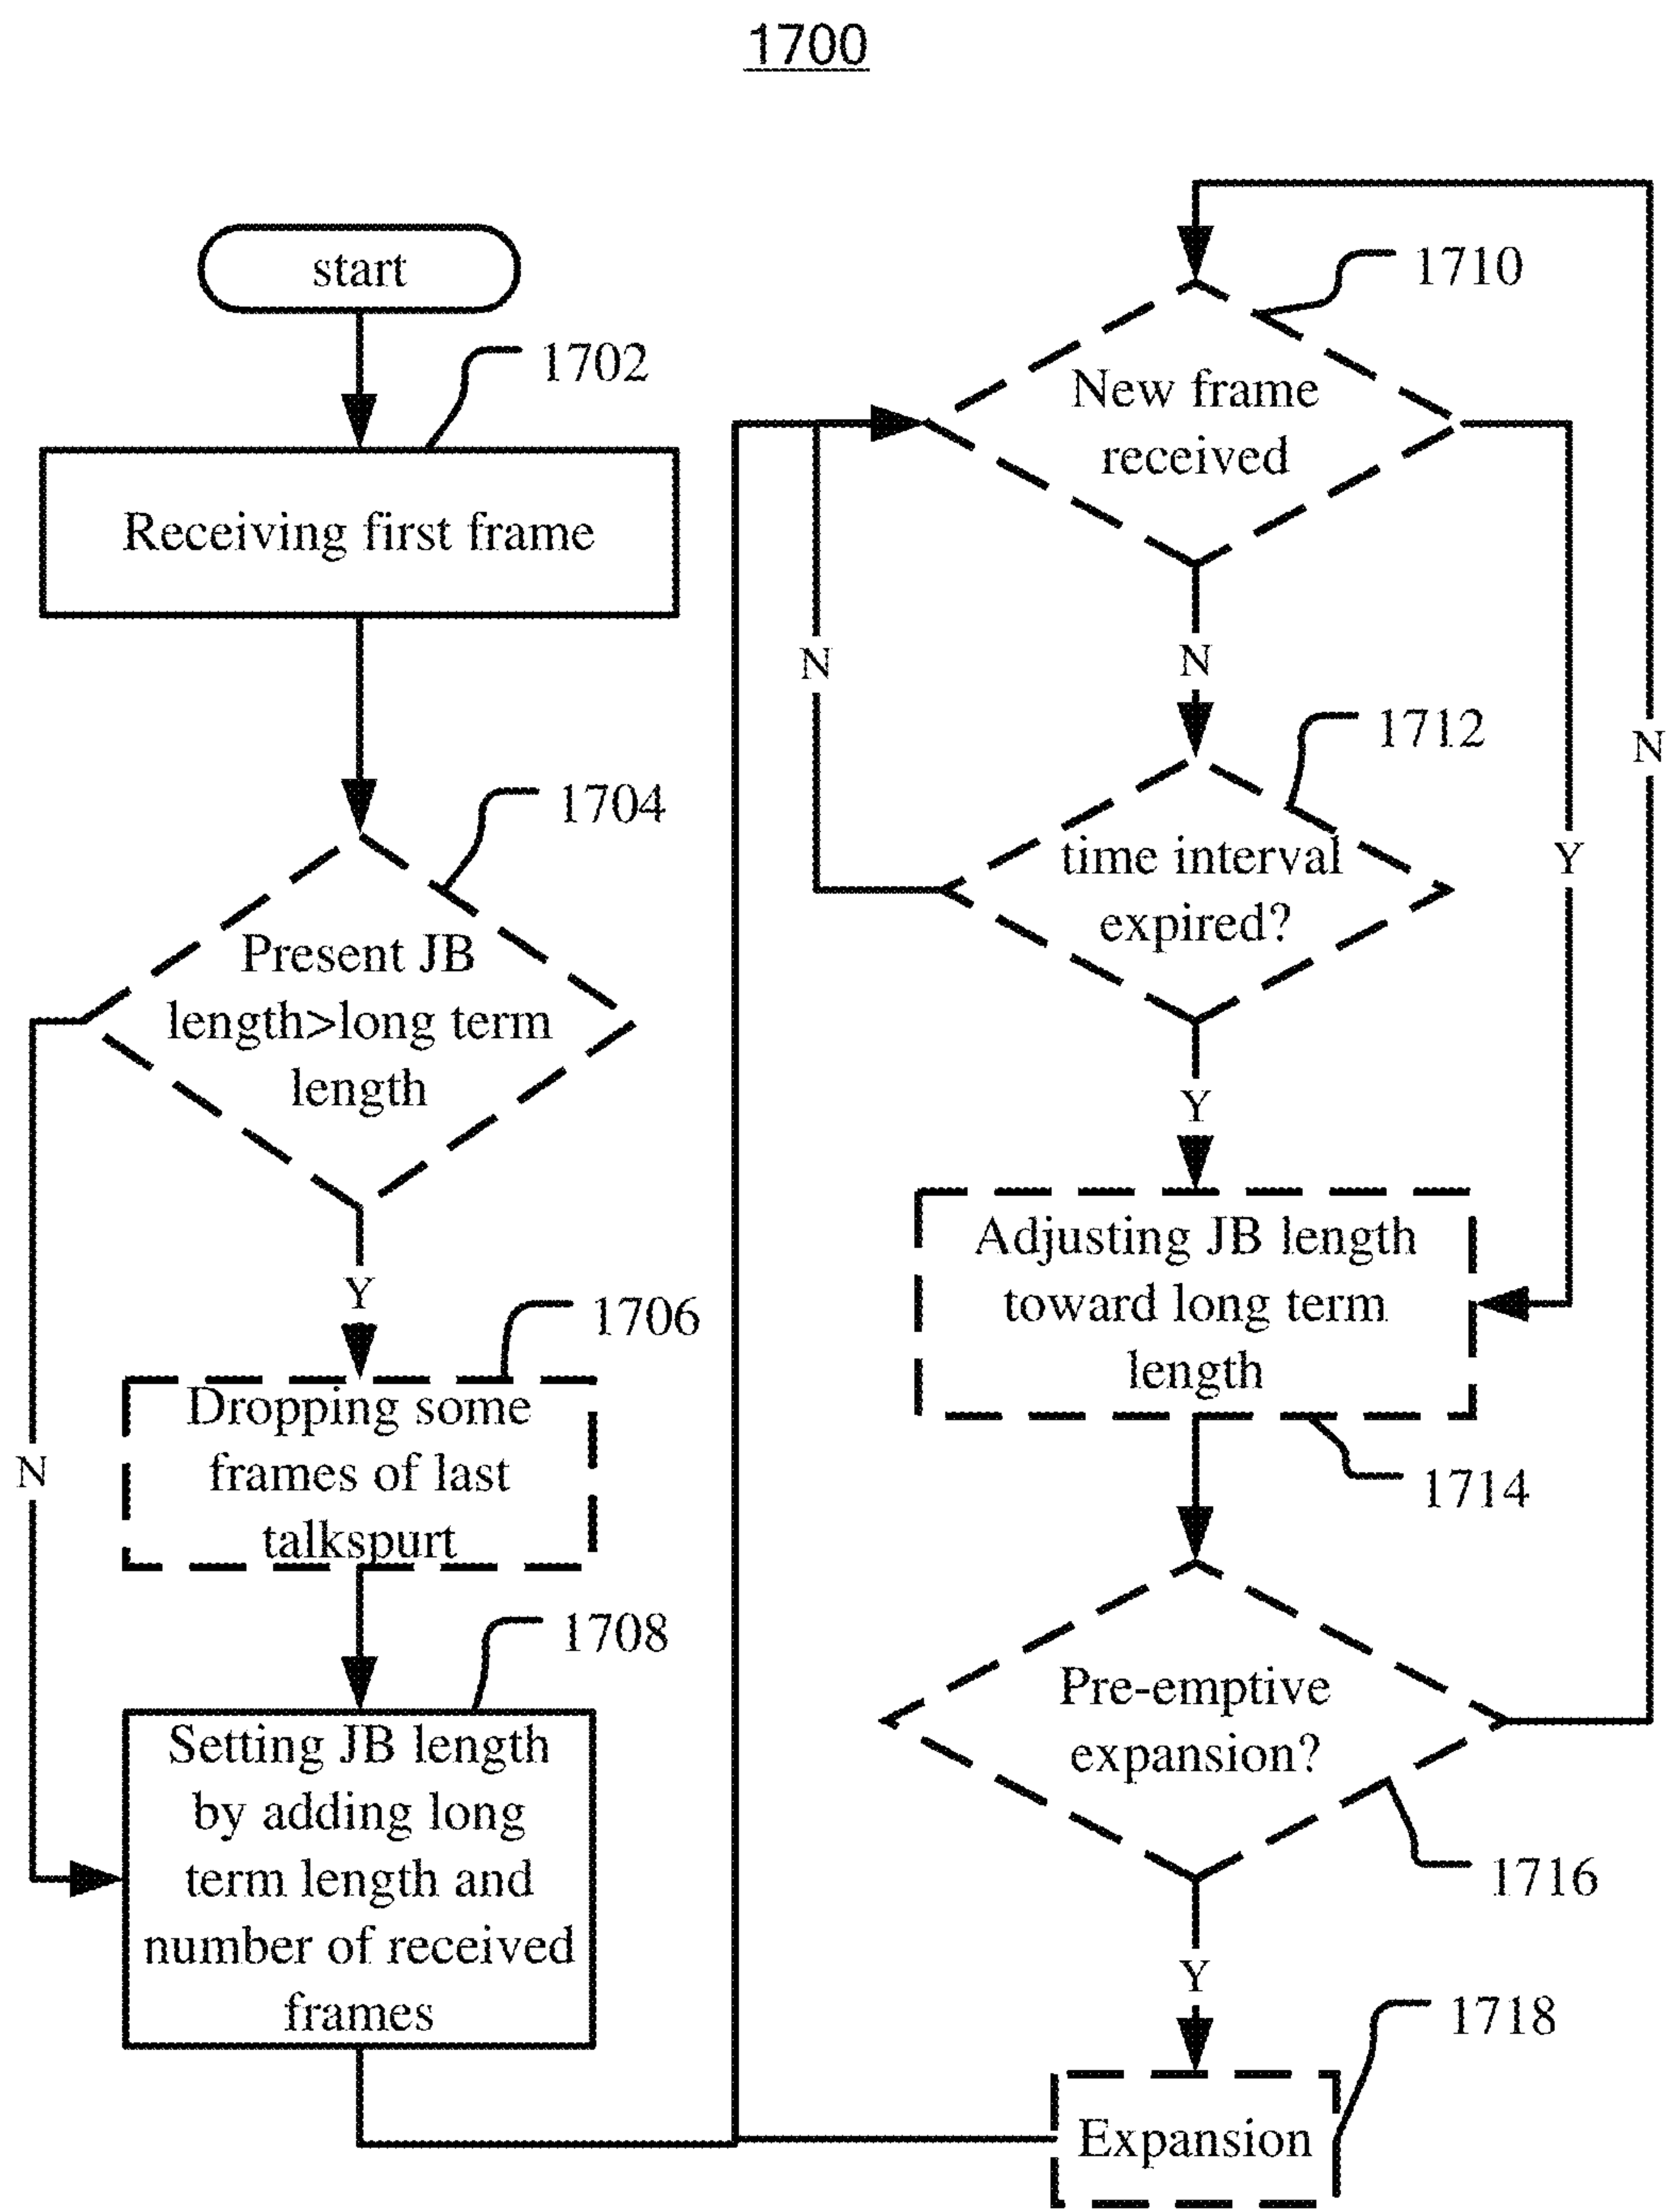 1700
start
1702
Receiving first frame
1704
Present JB
length>long term
length
Y
N
1706
Dropping some
frames of last
talkspurt
1708
Setting JB length
by adding long
term length and
number of received
frames
1710
New frame
received
N
N
1712
time interval
expired?
Y
Y
N
Adjusting JB length
toward long term
length
1714
Pre-emptive
expansion?
1716
Y
1718
Expansion